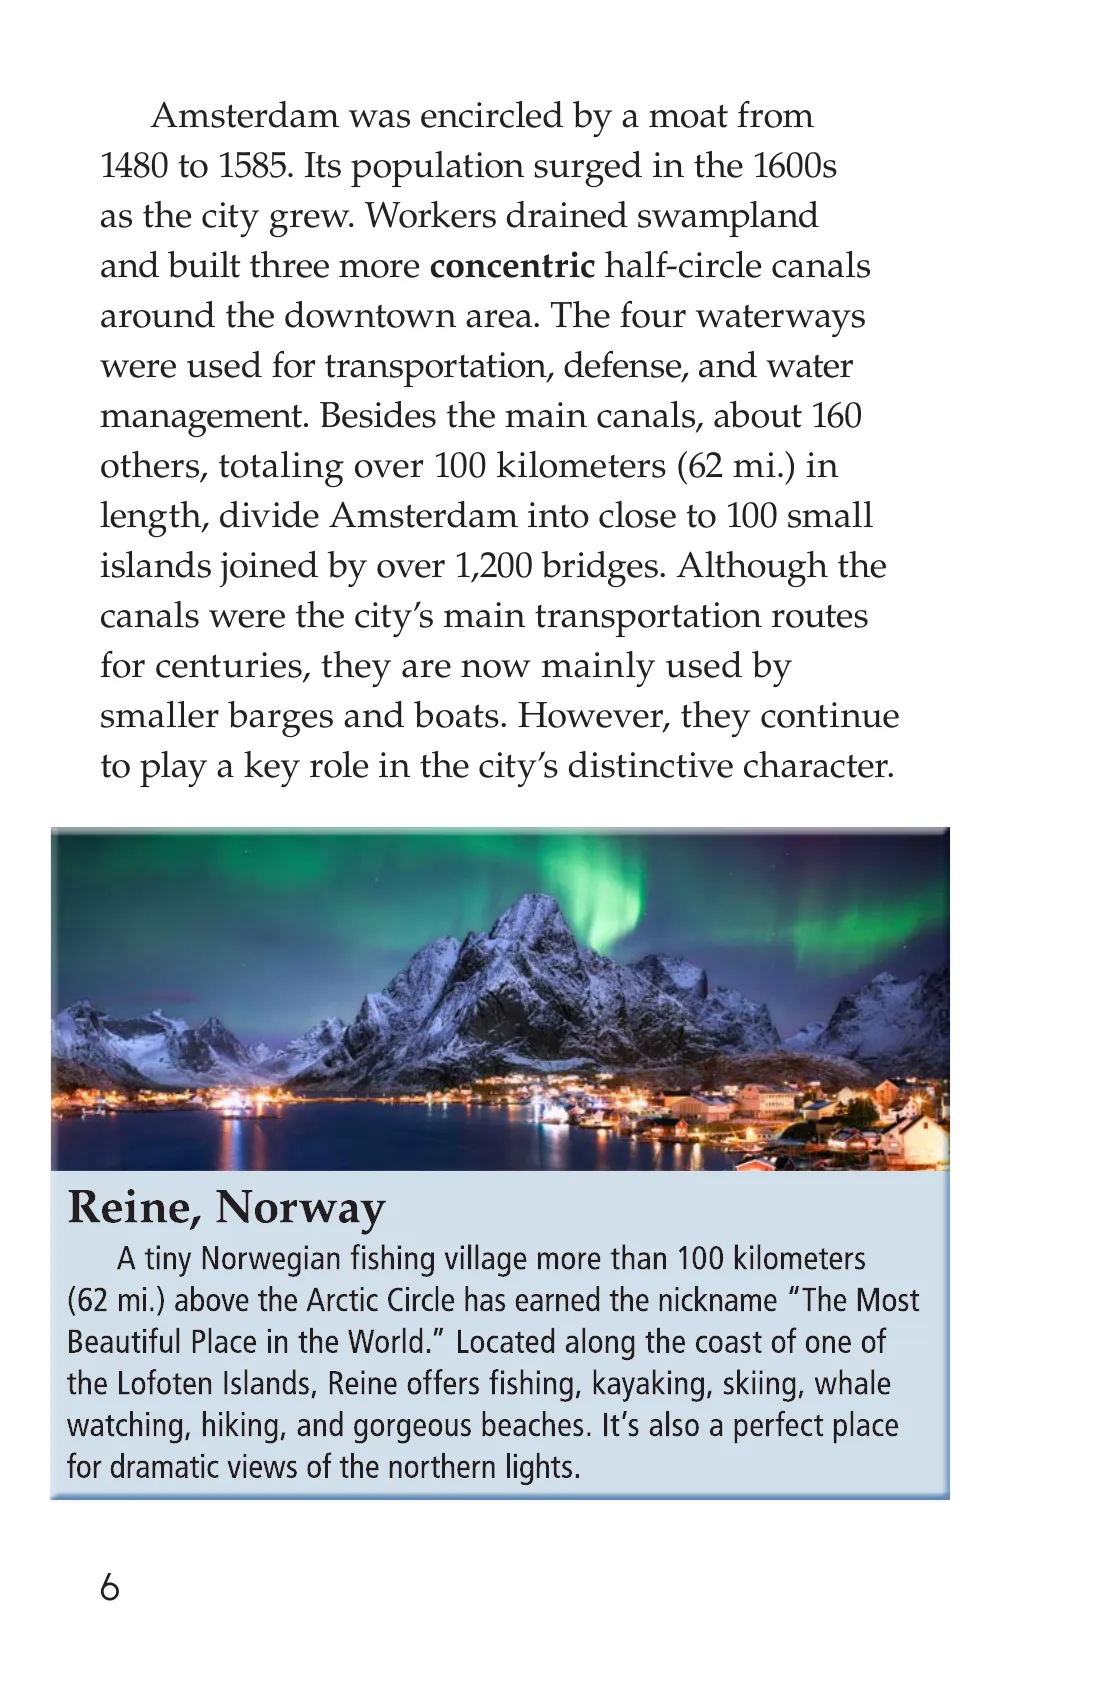 Amsterdam was encircled by a moat from
1480 to 1585. Its population surged in the 1600s
as the city grew. Workers drained swampland
and built three more concentric half-circle canals
around the downtown area. The four waterways
were used for transportation, defense, and water
management. Besides the main canals, about 160
others, totaling over 100 kilometers (62 mi.) in
length, divide Amsterdam into close to 100 small
islands joined by over 1,200 bridges. Although the
canals were the city’s main transportation routes
for centuries, they are now mainly used by
smaller barges and boats. However, they continue
to play a key role in the city’s distinctive character.
Reine, Norway
A tiny Norwegian fishing village more than 100 kilometers
(62 mi.) above the Arctic Circle has earned the nickname “The Most
Beautiful Place in the World.” Located along the coast of one of
the Lofoten Islands, Reine offers fishing, kayaking, skiing, whale
watching, hiking, and gorgeous beaches. It’s also a perfect place
for dramatic views of the northern lights.
6